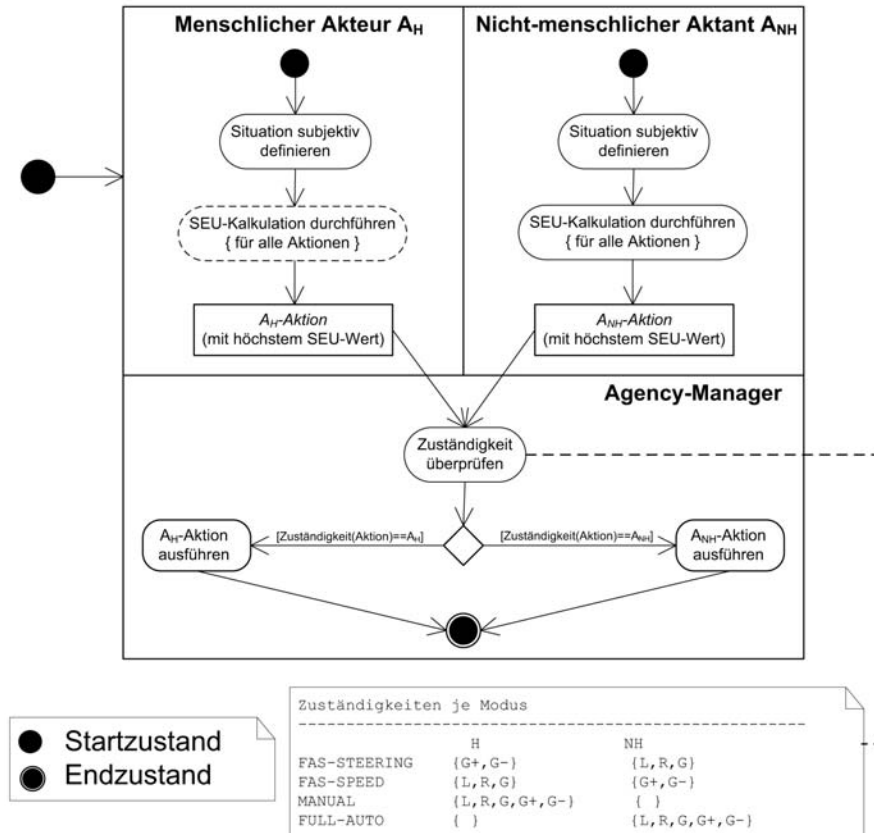 Menschlicher Akteur A_H
Nicht-menschlicher Aktant A_NH
Situation subjektiv
definieren
SEU-Kalkulation durchführen
{ für alle Aktionen }
A_H-Aktion
(mit höchstem SEU-Wert)
Situation subjektiv
definieren
SEU-Kalkulation durchführen
{ für alle Aktionen }
A_NH-Aktion
(mit höchstem SEU-Wert)
Agency-Manager
Zuständigkeit
überprüfen
[Zuständigkeit(Aktion)==A_H]
[Zuständigkeit(Aktion)==A_NH]
A_H-Aktion
ausführen
A_NH-Aktion
ausführen
Startzustand
Endzustand
Zuständigkeiten je Modus
--------------------------------------------------
H NH
FAS-STEERING {G+,G-} {L,R,G}
FAS-SPEED {L,R,G} {G+,G-}
MANUAL {L,R,G,G+,G-} { }
FULL-AUTO { } {L,R,G,G+,G-}